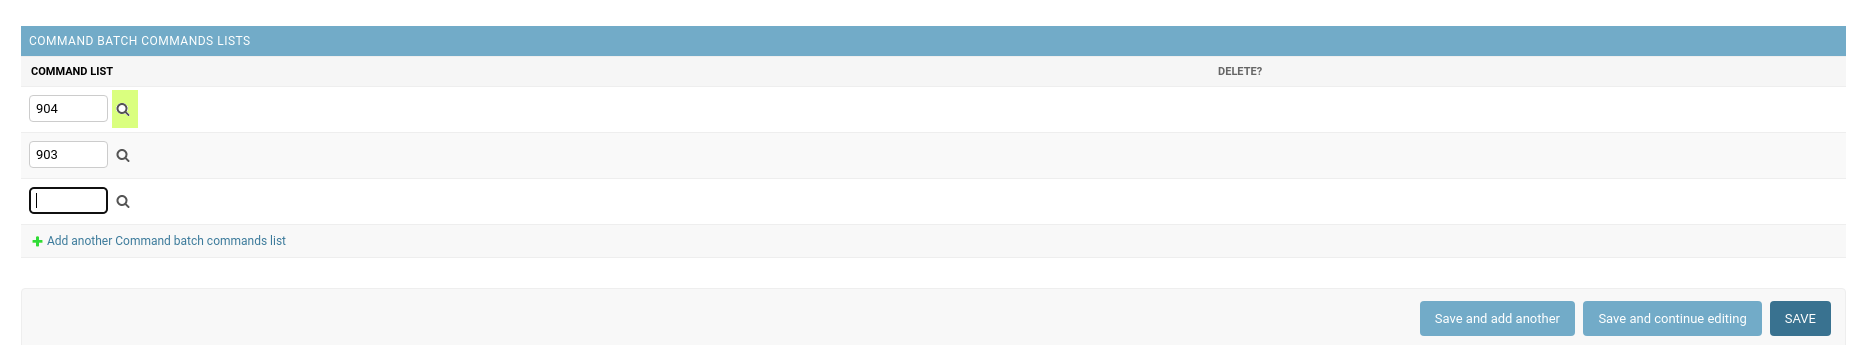 COMMAND BATCH COMMANDS LISTS
COMMAND LIST DELETE?
904
903
Add another Command batch commands list
Save and add another Save and continue editing SAVE